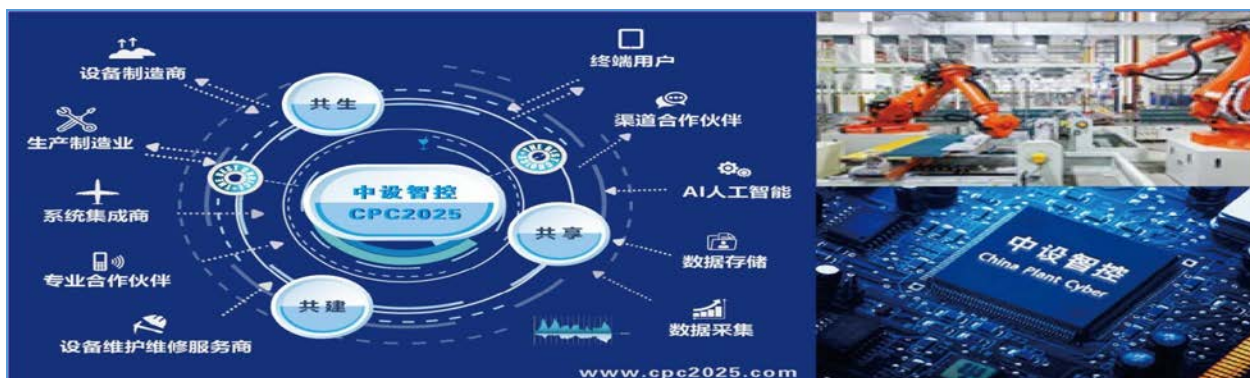 设备制造商
生产制造业
系统集成商
专业合作伙伴
设备维护维修服务商
共生
中设智控
CPC2025
共享
共建
终端用户
渠道合作伙伴
AI人工智能
数据存储
数据采集
www.cpc2025.com
中设智控
China Plant Cyber